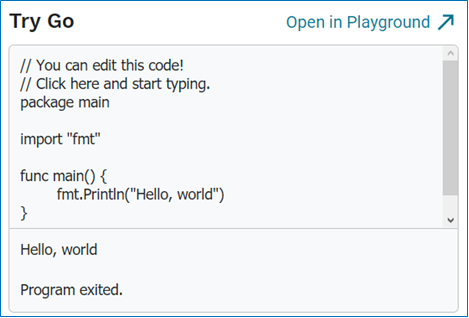 Try Go
Open in Playground
// You can edit this code!
// Click here and start typing.
package main
import "fmt"
func main() {
fmt.Println("Hello, world")
}
Hello, world
Program exited.